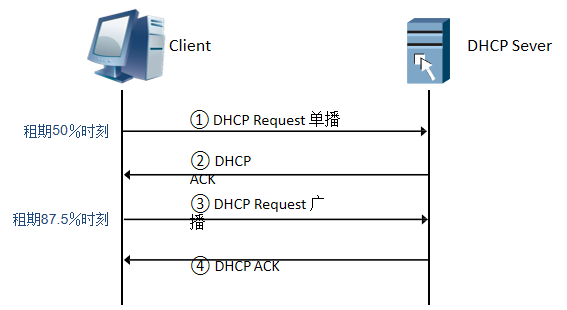 Client
DHCP Sever
① DHCP Request 单播
租期50%时刻
② DHCP
ACK
③ DHCP Request 广
播
租期87.5%时刻
④ DHCP ACK